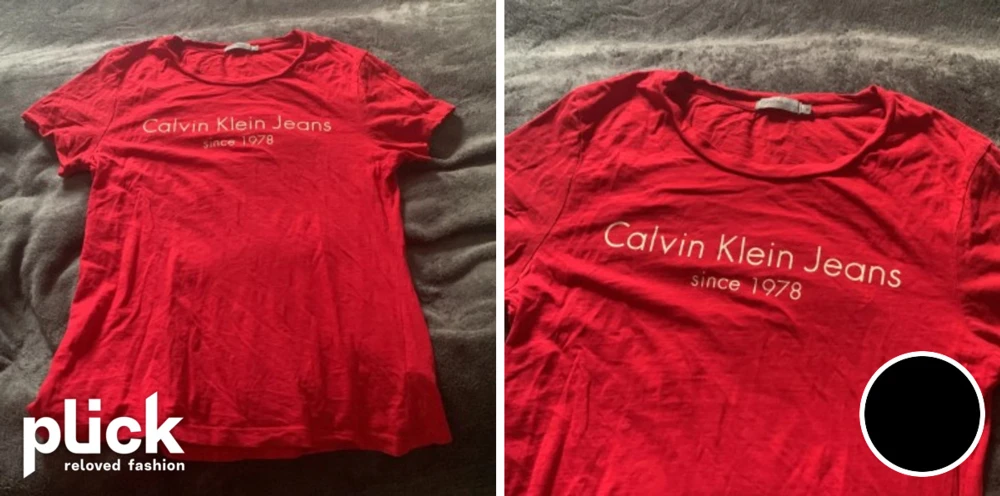 Calvin Klein Jeans
since 1978
plick
reloved fashion
Calvin Klein Jeans
since 1978